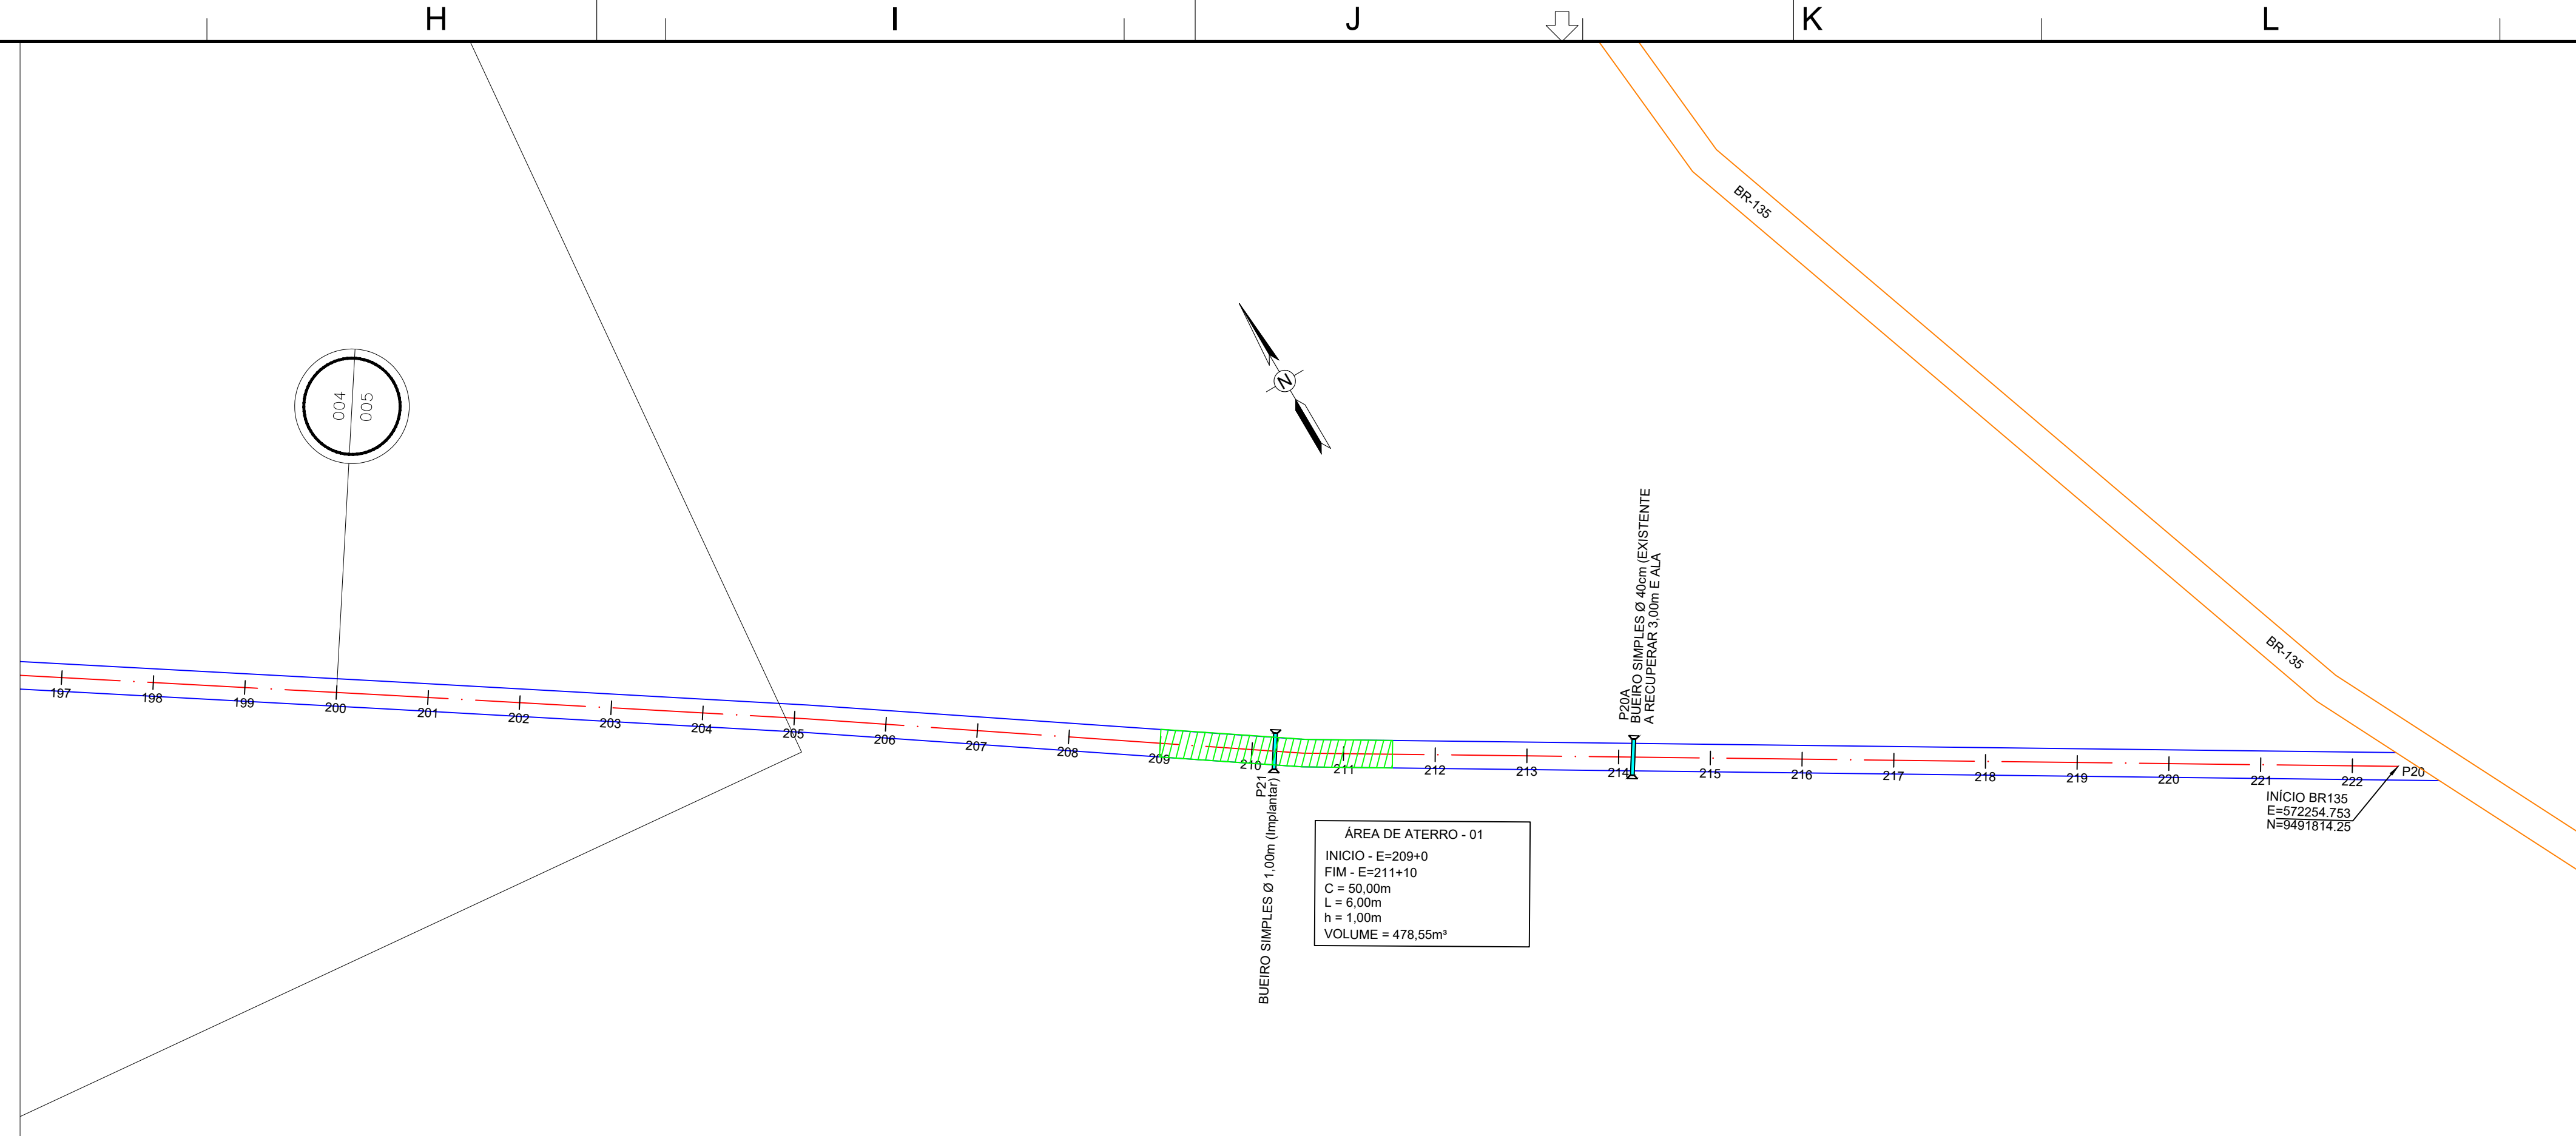 H
I
J
K
L
BR-135
N
004
005
P20A
BUEIRO SIMPLES Ø 40cm (EXISTENTE
A RECUPERAR 3,00m E ALA
BR-135
197
198
199
200
201
202
203
204
205
206
207
208
209
210
211
212
213
214
215
216
217
218
219
220
221
222
P20
P21
BUEIRO SIMPLES Ø 1,00m (Implantar)
INÍCIO BR135
E=572254.753
N=9491814.25
ÁREA DE ATERRO - 01
INICIO - E=209+0
FIM - E=211+10
C = 50,00m
L = 6,00m
h = 1,00m
VOLUME = 478,55m³